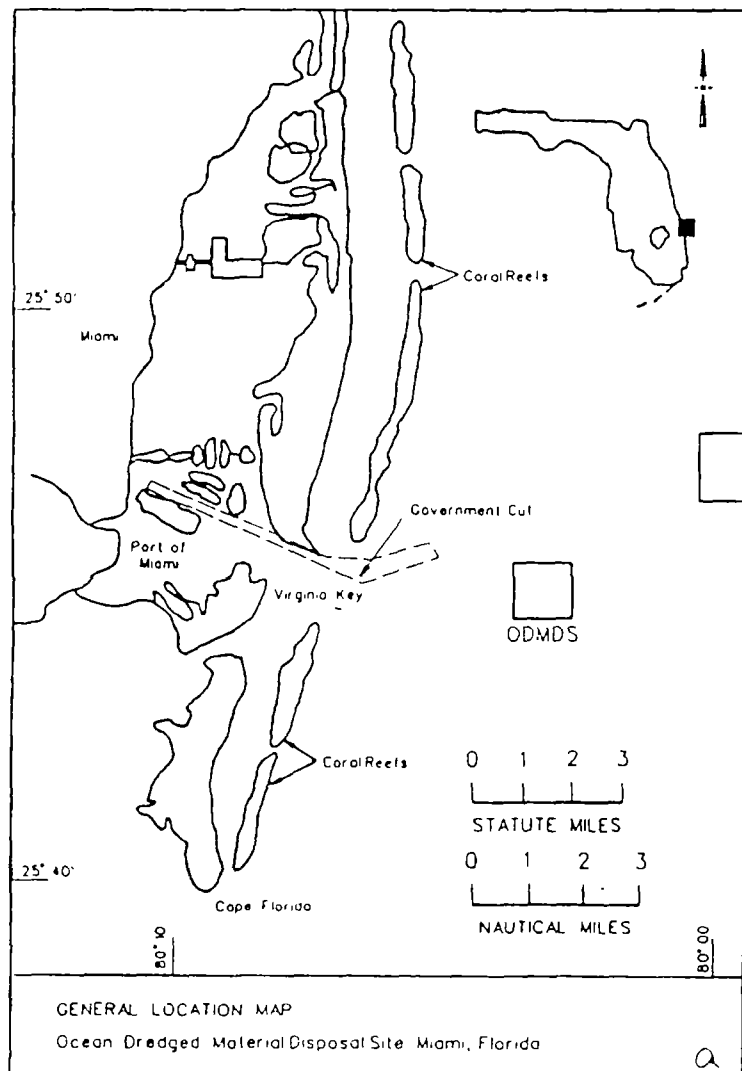 Coral Reefs
25° 50'
Miami
Government Cut
Port of
Miami
Virginia Key
ODMDS
Coral Reefs
0 1 2 3
STATUTE MILES
0 1 2 3
NAUTICAL MILES
25° 40'
Cape Florida
80° 10
80° 00
GENERAL LOCATION MAP
Ocean Dredged Material Disposal Site Miami, Florida
a